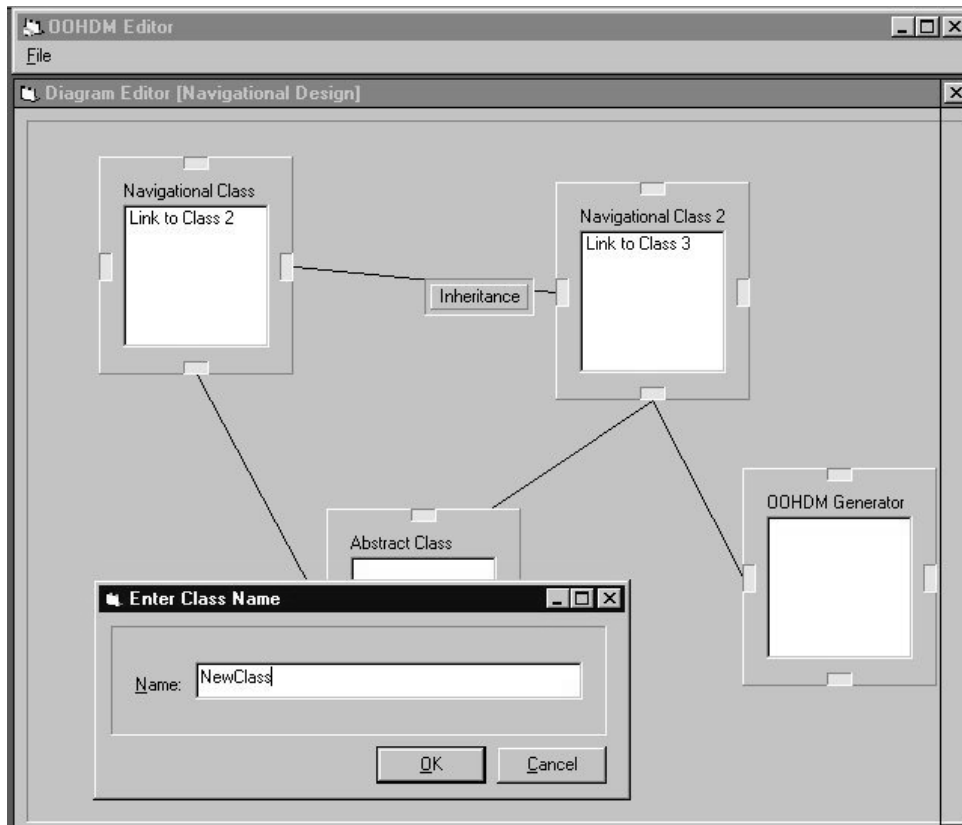 OOHDM Editor
File
Diagram Editor [Navigational Design]
Navigational Class
Link to Class 2
Navigational Class 2
Link to Class 3
Inheritance
OOHDM Generator
Abstract Class
Enter Class Name
Name: NewClass
OK Cancel